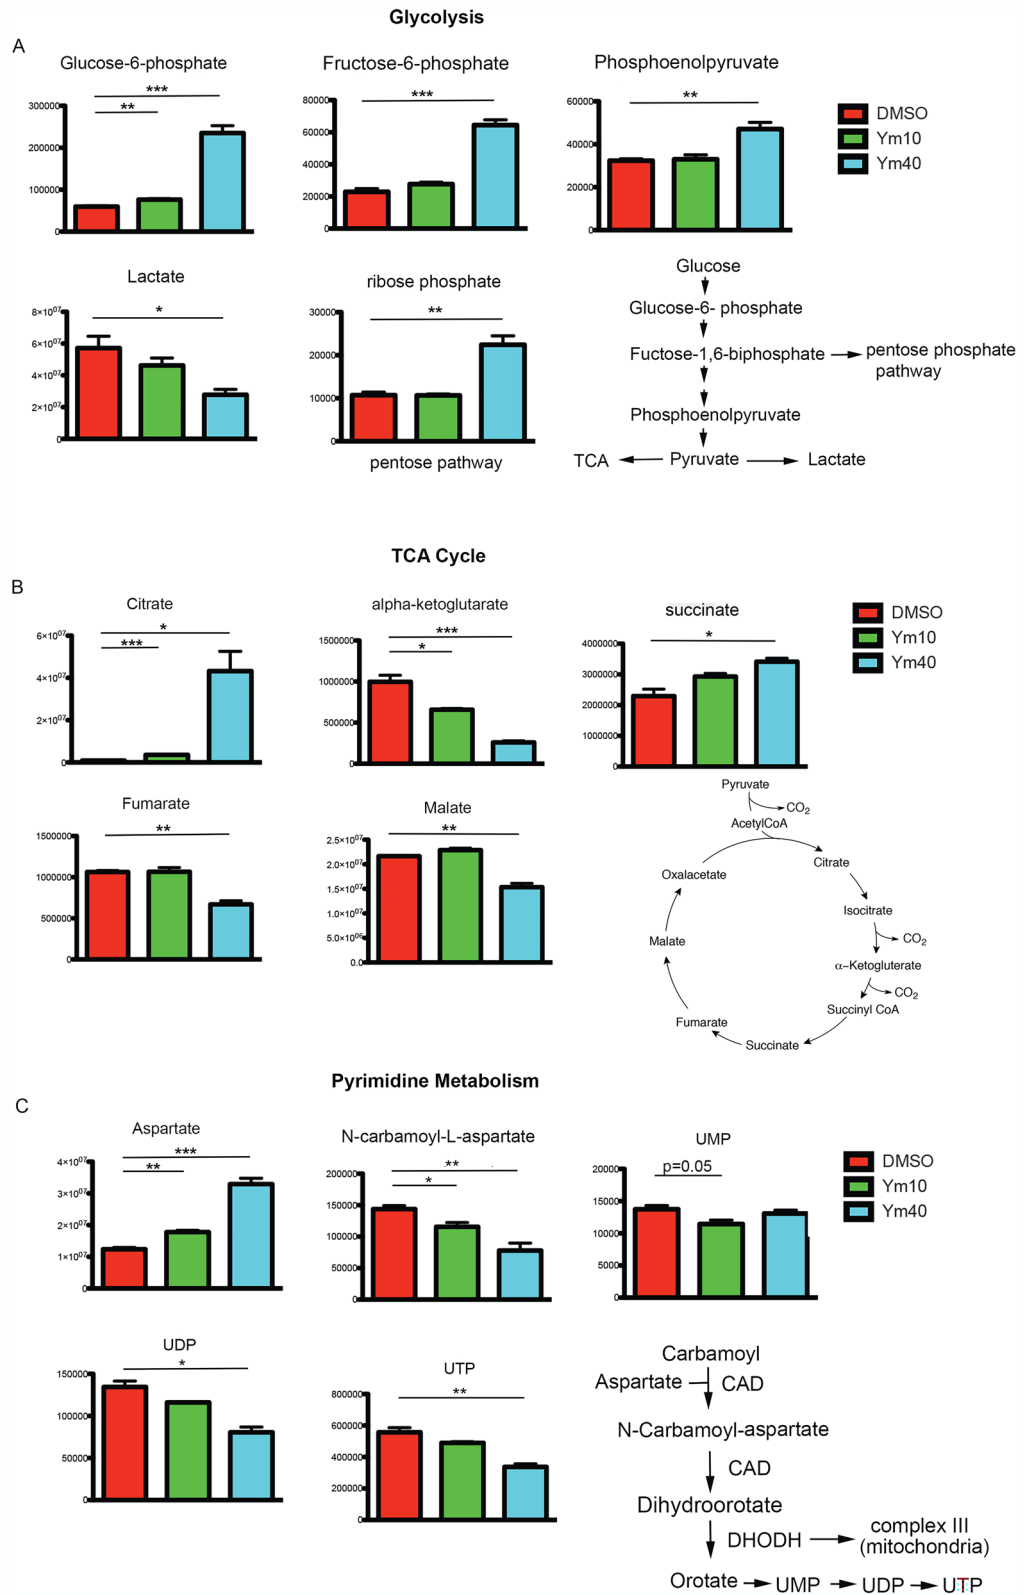 Glycolysis
A
Glucose-6-phosphate
Fructose-6-phosphate
Phosphoenolpyruvate
***
**
300000
200000
100000
0
***
80000
60000
40000
20000
0
**
60000
40000
20000
0
DMSO
Ym10
Ym40
Lactate
*
8×10⁰⁷
6×10⁰⁷
4×10⁰⁷
2×10⁰⁷
0
ribose phosphate
**
30000
20000
10000
0
pentose pathway
Glucose
Glucose-6- phosphate
Fuctose-1,6-biphosphate
pentose phosphate
pathway
Phosphoenolpyruvate
TCA
Pyruvate
Lactate
TCA Cycle
B
Citrate
*
***
6×10⁰⁷
4×10⁰⁷
2×10⁰⁷
0
alpha-ketoglutarate
***
*
1500000
1000000
500000
0
succinate
*
4000000
3000000
2000000
1000000
0
DMSO
Ym10
Ym40
Fumarate
**
1500000
1000000
500000
0
Malate
**
2.5×10⁰⁷
2.0×10⁰⁷
1.5×10⁰⁷
1.0×10⁰⁷
5.0×10⁰⁶
0.0
Pyruvate
CO₂
AcetylCoA
Citrate
Oxalacetate
Isocitrate
CO₂
Malate
α−Ketogluterate
CO₂
Succinyl CoA
Fumarate
Succinate
Pyrimidine Metabolism
C
Aspartate
***
**
4×10⁰⁷
3×10⁰⁷
2×10⁰⁷
1×10⁰⁷
0
N-carbamoyl-L-aspartate
**
*
200000
150000
100000
50000
0
UMP
p=0.05
20000
15000
10000
5000
0
DMSO
Ym10
Ym40
UDP
*
150000
100000
50000
0
UTP
**
800000
600000
400000
200000
0
Carbamoyl
Aspartate
CAD
N-Carbamoyl-aspartate
CAD
Dihydroorotate
DHODH
complex III
(mitochondria)
Orotate
UMP
UDP
UTP